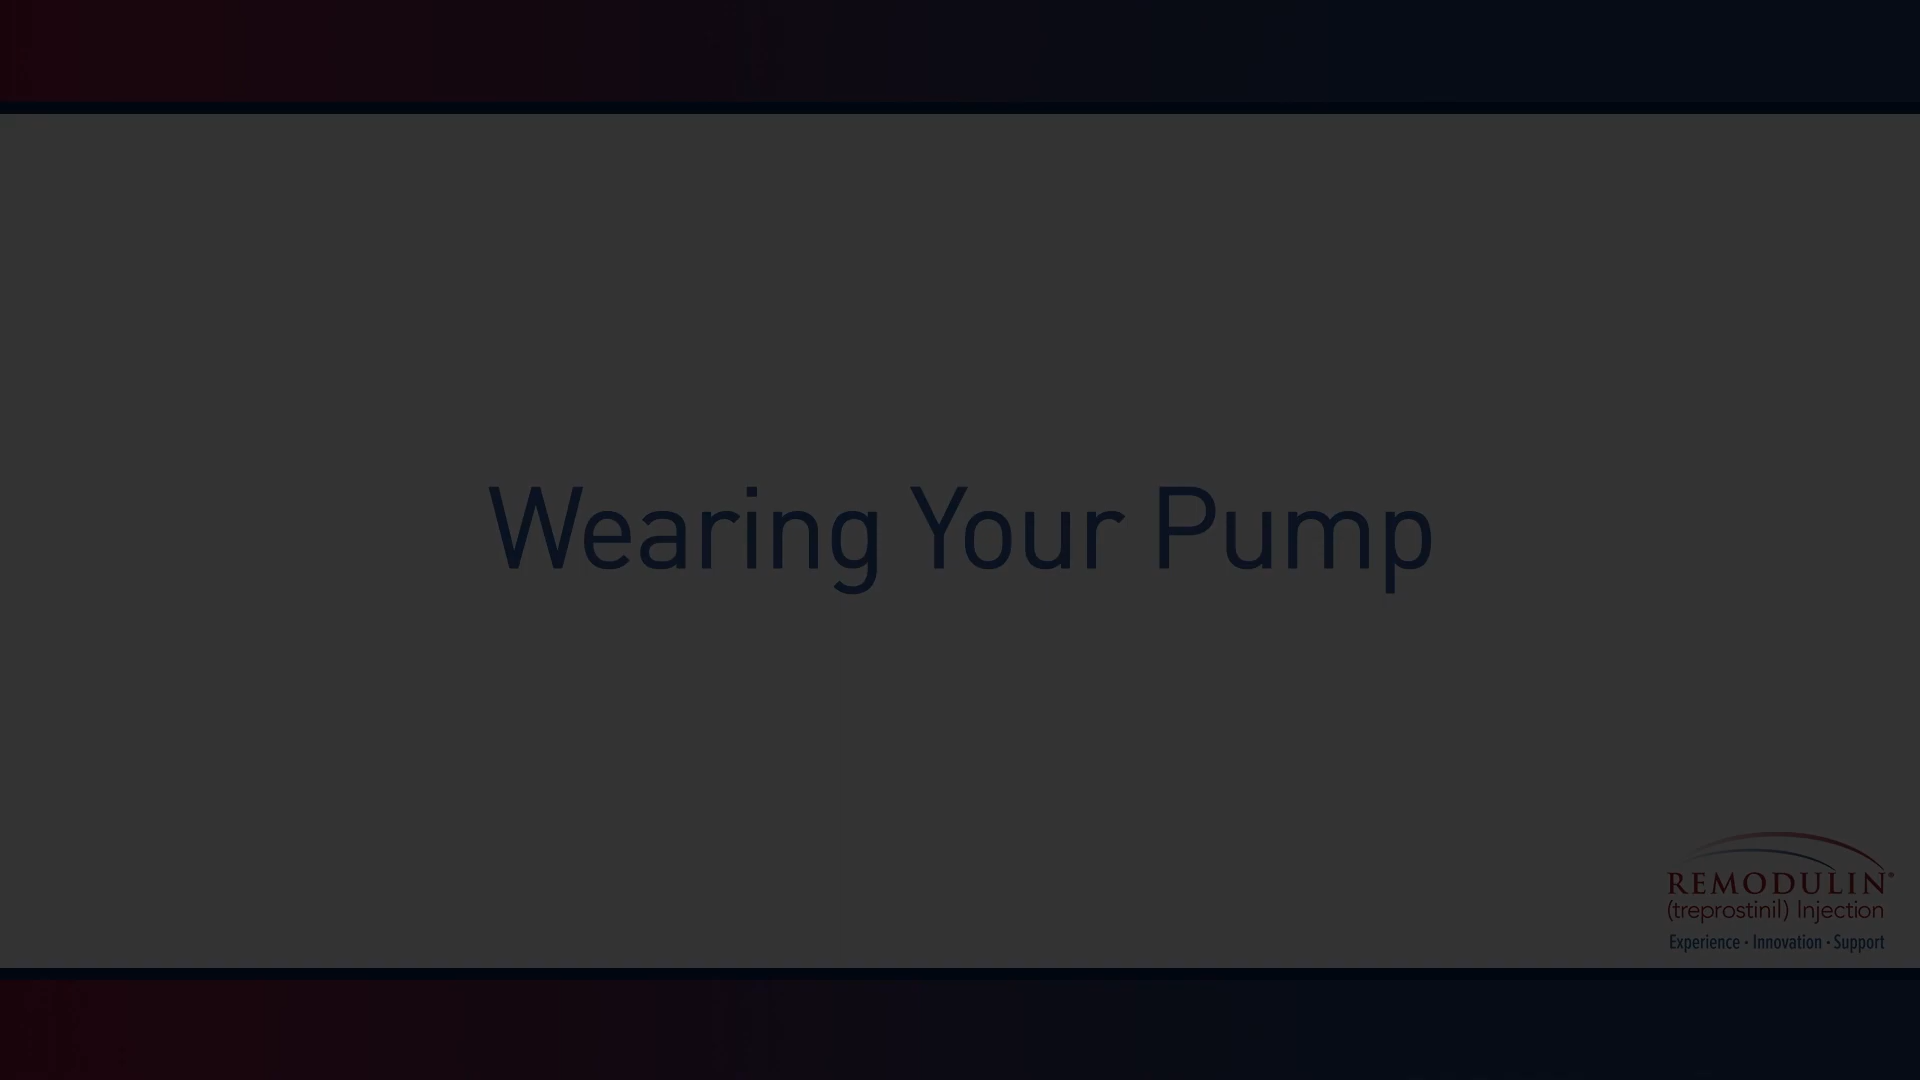 Wearing Your Pump
REMODULIN®
(treprostinil) Injection
Experience • Innovation • Support